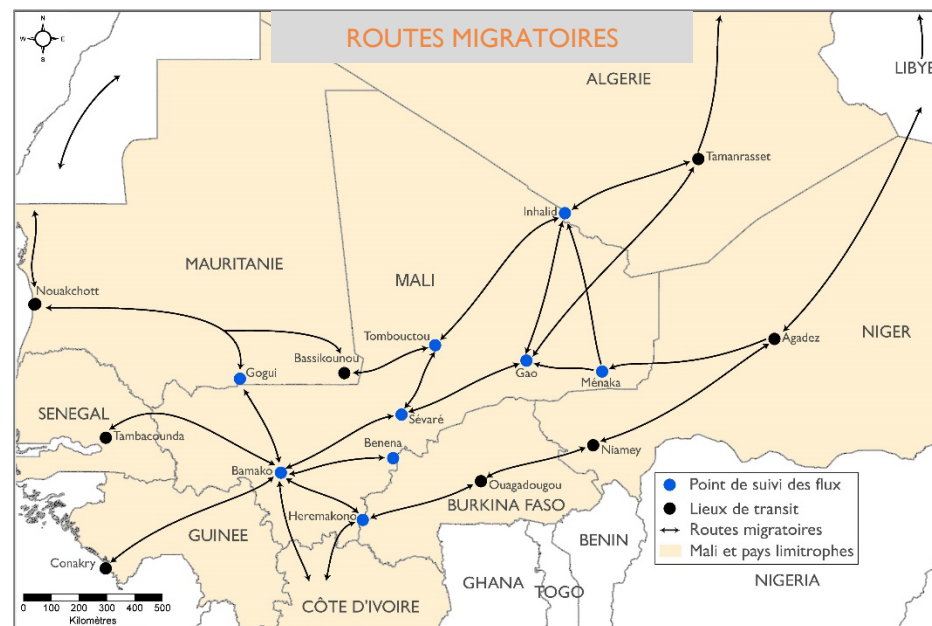 ROUTES MIGRATOIRES
N
W E
S
ALGERIE
LIBYE
Tamanrasset
Inhalid
MAURITANIE
MALI
Nouakchott
Tombouctou
NIGER
Bassikounou
Agadez
Gogui
Gao
Ménaka
SENEGAL
Sévaré
Tambacounda
Benena
Niamey
Bamako
Ouagadougou
BURKINA FASO
Heremakono
GUINEE
BENIN
Conakry
GHANA
TOGO
NIGERIA
CÔTE D'IVOIRE
Point de suivi des flux
Lieux de transit
Routes migratoires
Mali et pays limitrophes
0 100 200 300 400 500
Kilomètres